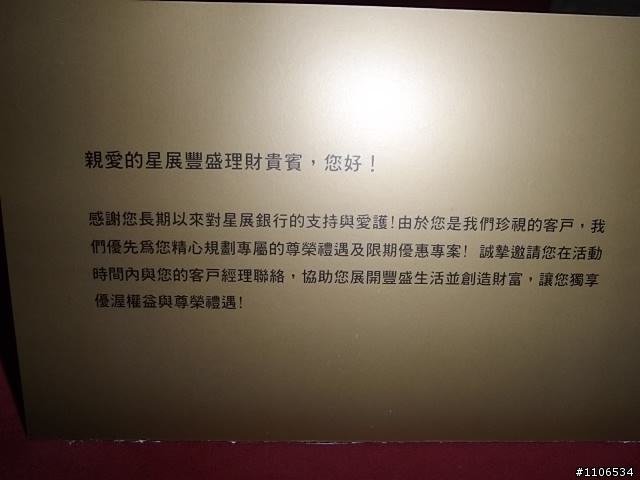 親愛的星展豐盛理財貴賓，您好！
感謝您長期以來對星展銀行的支持與愛護!由於您是我們珍視的客戶，我
們優先為您精心規劃專屬的尊榮禮遇及限期優惠專案! 誠摯邀請您在活動
時間內與您的客戶經理聯絡，協助您展開豐盛生活並創造財富，讓您獨享
優渥權益與尊榮禮遇!
#1106534